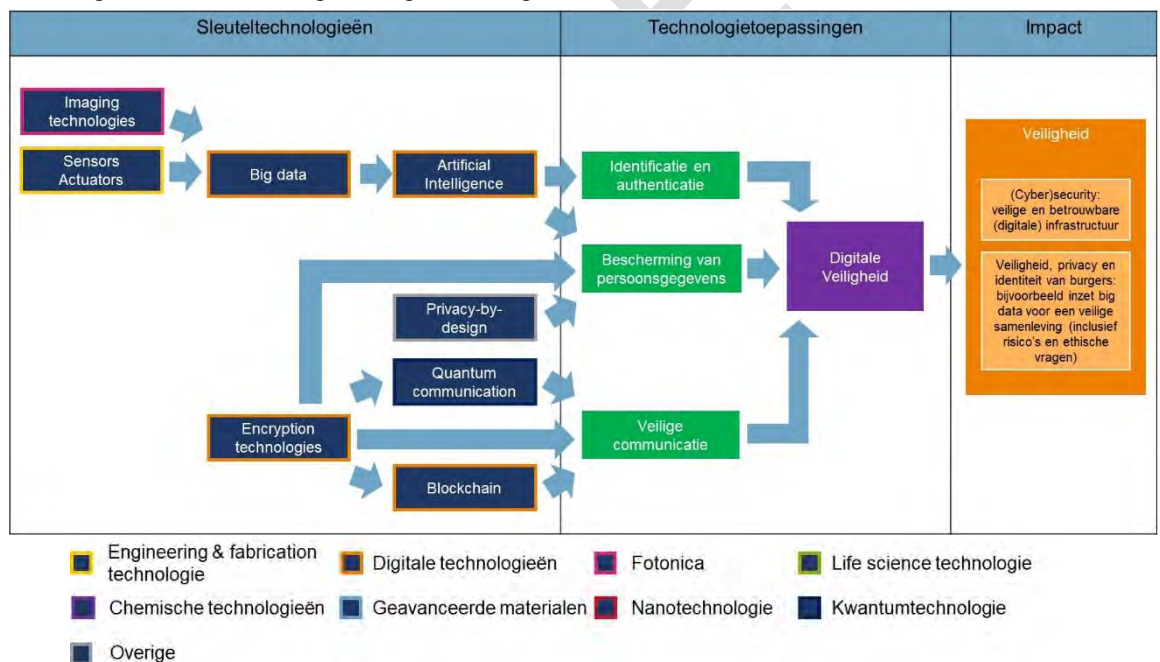 Sleuteltechnologieën
Technologietoepassingen
Impact
Imaging
technologies
Sensors
Actuators
Big data
Artificial
Intelligence
Privacy-by-
design
Quantum
communication
Encryption
technologies
Blockchain
Identificatie en
authenticatie
Bescherming van
persoonsgegevens
Veilige
communicatie
Digitale
Veiligheid
Veiligheid
(Cyber)security:
veilige en betrouwbare
(digitale) infrastructuur
Veiligheid, privacy en
identiteit van burgers:
bijvoorbeeld inzet big
data voor een veilige
samenleving (inclusief
risico's en ethische
vragen)
Engineering & fabrication
technologie
Digitale technologieën
Fotonica
Life science technologie
Chemische technologieën
Geavanceerde materialen
Nanotechnologie
Kwantumtechnologie
Overige